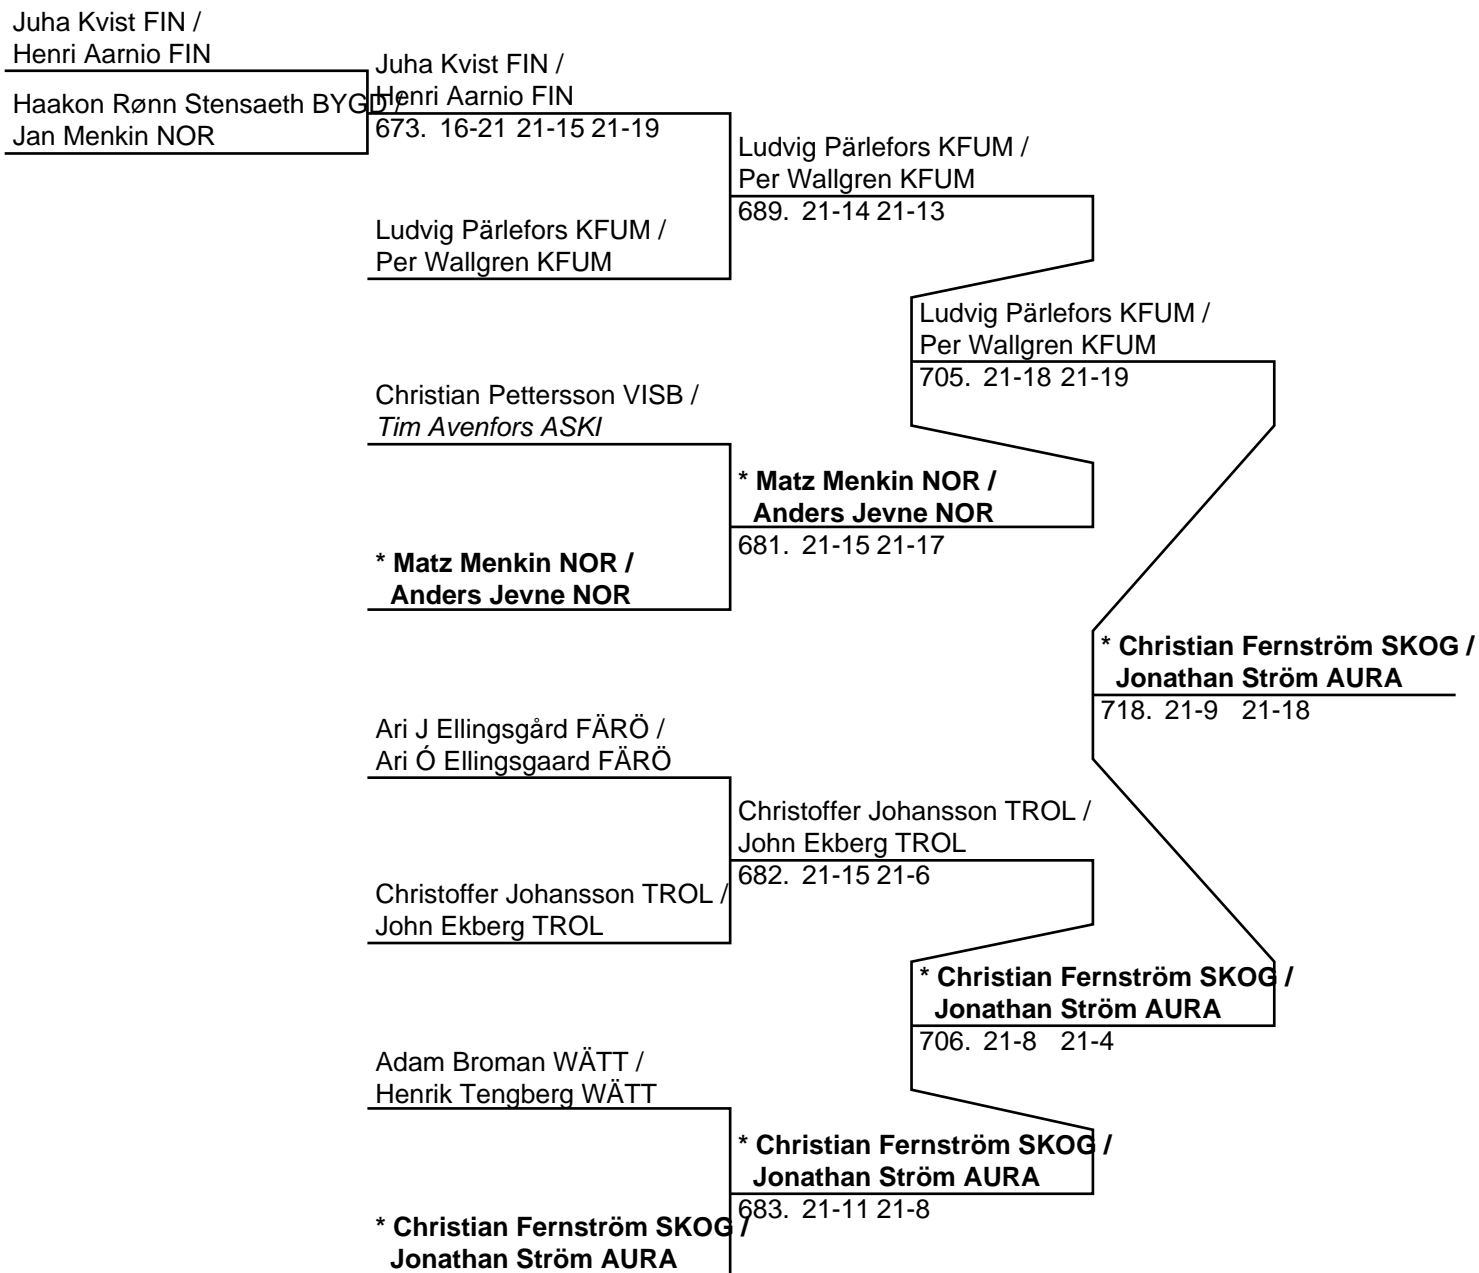 Juha Kvist FIN /
Henri Aarnio FIN
Haakon Rønn Stensaeth BYGD /
Jan Menkin NOR
Juha Kvist FIN /
Henri Aarnio FIN
673. 16-21 21-15 21-19
Ludvig Pärlefors KFUM /
Per Wallgren KFUM
Ludvig Pärlefors KFUM /
Per Wallgren KFUM
689. 21-14 21-13
Christian Pettersson VISB /
Tim Avenfors ASKI
* Matz Menkin NOR /
Anders Jevne NOR
* Matz Menkin NOR /
Anders Jevne NOR
681. 21-15 21-17
Ludvig Pärlefors KFUM /
Per Wallgren KFUM
705. 21-18 21-19
Ari J Ellingsgård FÄRÖ /
Ari Ó Ellingsgaard FÄRÖ
Christoffer Johansson TROL /
John Ekberg TROL
Christoffer Johansson TROL /
John Ekberg TROL
682. 21-15 21-6
Adam Broman WÄTT /
Henrik Tengberg WÄTT
* Christian Fernström SKOG /
Jonathan Ström AURA
* Christian Fernström SKOG /
Jonathan Ström AURA
683. 21-11 21-8
* Christian Fernström SKOG /
Jonathan Ström AURA
706. 21-8 21-4
* Christian Fernström SKOG /
Jonathan Ström AURA
718. 21-9 21-18